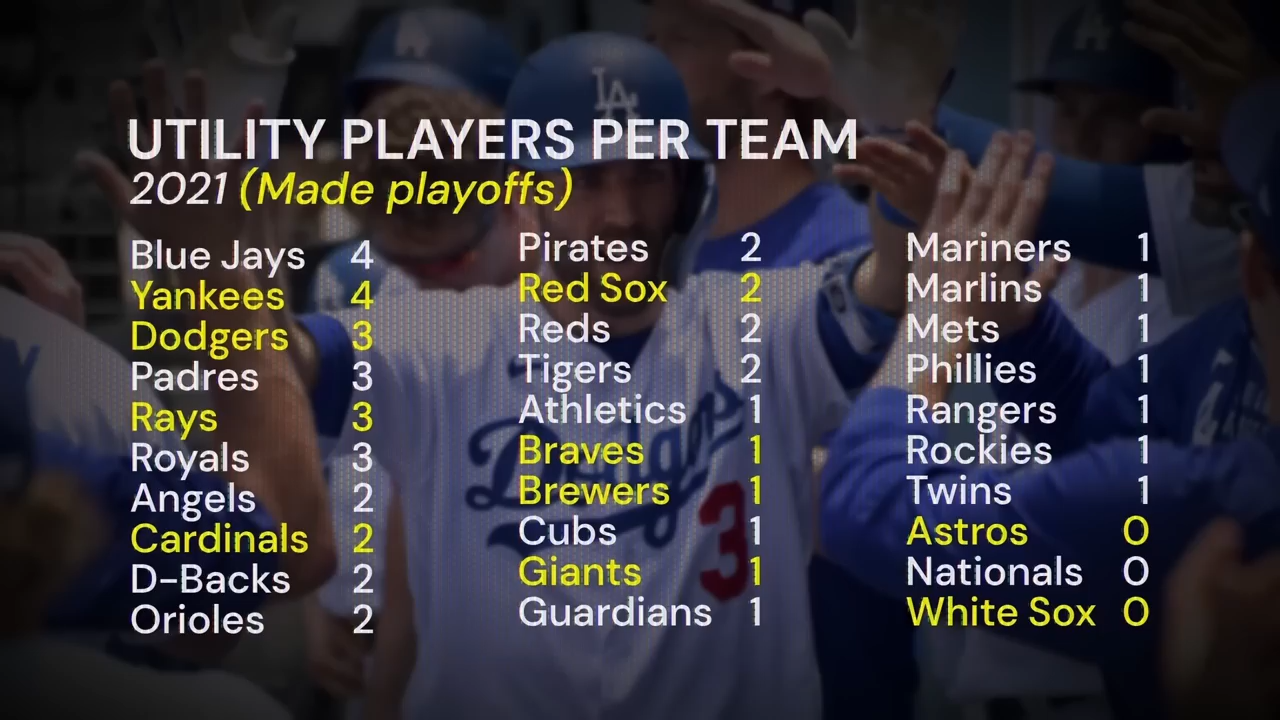 UTILITY PLAYERS PER TEAM
2021 (Made playoffs)
Blue Jays 4
Yankees 4
Dodgers 3
Padres 3
Rays 3
Royals 3
Angels 2
Cardinals 2
D-Backs 2
Orioles 2
Pirates 2
Red Sox 2
Reds 2
Tigers 2
Athletics 1
Braves 1
Brewers 1
Cubs 1
Giants 1
Guardians 1
Mariners 1
Marlins 1
Mets 1
Phillies 1
Rangers 1
Rockies 1
Twins 1
Astros 0
Nationals 0
White Sox 0
LA
Dodgers
3